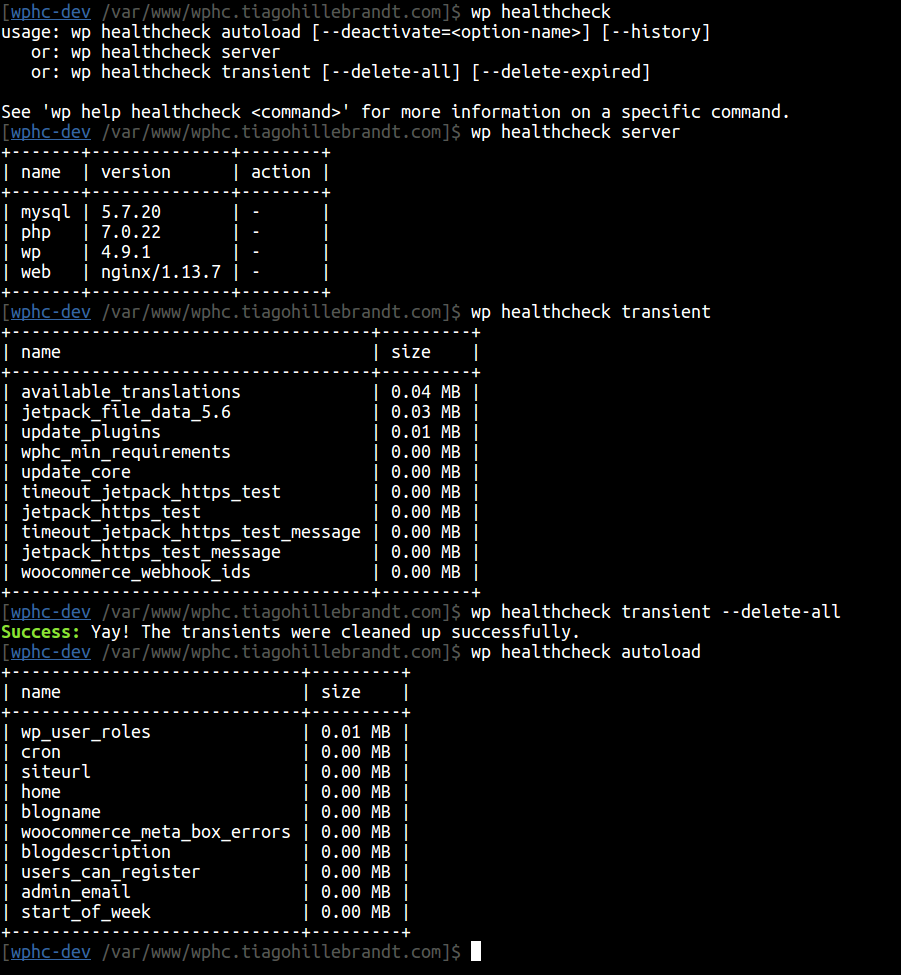 [wphc-dev /var/www/wphc.tiagohillebrandt.com]$ wp healthcheck
usage: wp healthcheck autoload [--deactivate=<option-name>] [--history]
   or: wp healthcheck server
   or: wp healthcheck transient [--delete-all] [--delete-expired]

See 'wp help healthcheck <command>' for more information on a specific command.
[wphc-dev /var/www/wphc.tiagohillebrandt.com]$ wp healthcheck server
+-------+--------------+--------+
| name  | version      | action |
+-------+--------------+--------+
| mysql | 5.7.20       | -      |
| php   | 7.0.22       | -      |
| wp    | 4.9.1        | -      |
| web   | nginx/1.13.7 | -      |
+-------+--------------+--------+
[wphc-dev /var/www/wphc.tiagohillebrandt.com]$ wp healthcheck transient
+------------------------------------+---------+
| name                               | size    |
+------------------------------------+---------+
| available_translations             | 0.04 MB |
| jetpack_file_data_5.6              | 0.03 MB |
| update_plugins                     | 0.01 MB |
| wphc_min_requirements              | 0.00 MB |
| update_core                        | 0.00 MB |
| timeout_jetpack_https_test         | 0.00 MB |
| jetpack_https_test                 | 0.00 MB |
| timeout_jetpack_https_test_message | 0.00 MB |
| jetpack_https_test_message         | 0.00 MB |
| woocommerce_webhook_ids            | 0.00 MB |
+------------------------------------+---------+
[wphc-dev /var/www/wphc.tiagohillebrandt.com]$ wp healthcheck transient --delete-all
Success: Yay! The transients were cleaned up successfully.
[wphc-dev /var/www/wphc.tiagohillebrandt.com]$ wp healthcheck autoload
+-----------------------------+---------+
| name                        | size    |
+-----------------------------+---------+
| wp_user_roles               | 0.01 MB |
| cron                        | 0.00 MB |
| siteurl                     | 0.00 MB |
| home                        | 0.00 MB |
| blogname                    | 0.00 MB |
| woocommerce_meta_box_errors | 0.00 MB |
| blogdescription             | 0.00 MB |
| users_can_register          | 0.00 MB |
| admin_email                 | 0.00 MB |
| start_of_week               | 0.00 MB |
+-----------------------------+---------+
[wphc-dev /var/www/wphc.tiagohillebrandt.com]$